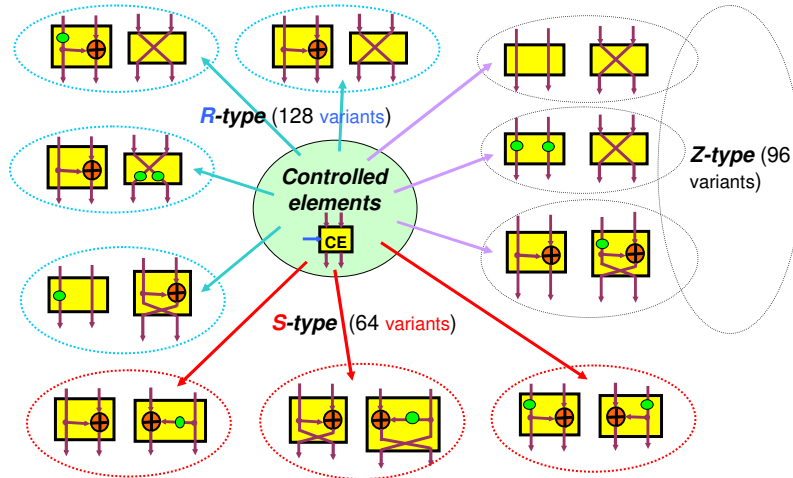 R-type (128 variants)
Z-type (96
variants)
Controlled
elements
CE
S-type (64 variants)